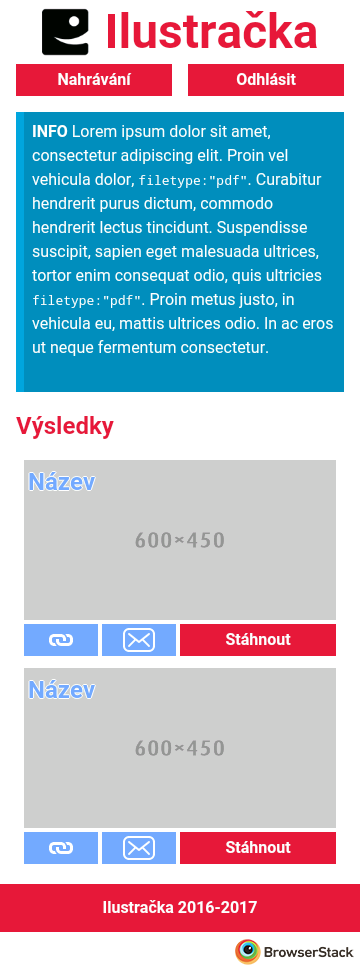 Ilustračka
Nahrávání
Odhlásit
INFO Lorem ipsum dolor sit amet,
consectetur adipiscing elit. Proin vel
vehicula dolor, filetype:"pdf". Curabitur
hendrerit purus dictum, commodo
hendrerit lectus tincidunt. Suspendisse
suscipit, sapien eget malesuada ultrices,
tortor enim consequat odio, quis ultricies
filetype:"pdf". Proin metus justo, in
vehicula eu, mattis ultrices odio. In ac eros
ut neque fermentum consectetur.
Výsledky
Název
600×450
Stáhnout
Název
600×450
Stáhnout
Ilustračka 2016-2017
BrowserStack